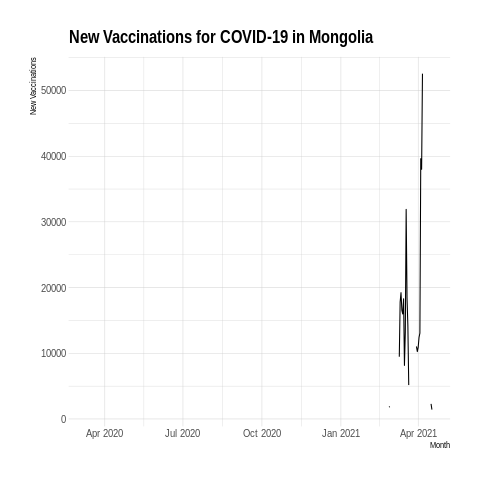 New Vaccinations for COVID-19 in Mongolia
New Vaccinations
50000
40000
30000
20000
10000
0
Apr 2020 Jul 2020 Oct 2020 Jan 2021 Apr 2021
Month